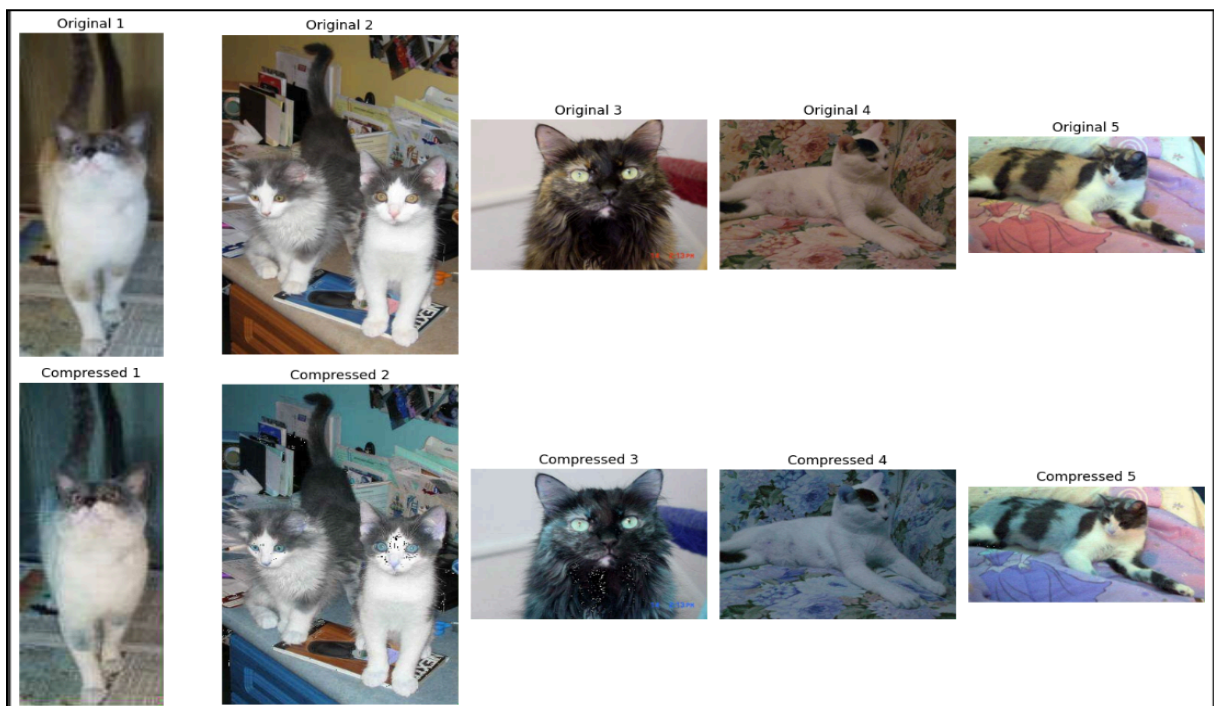 Original 1
Original 2
Original 3
Original 4
Original 5
Compressed 1
Compressed 2
Compressed 3
Compressed 4
Compressed 5